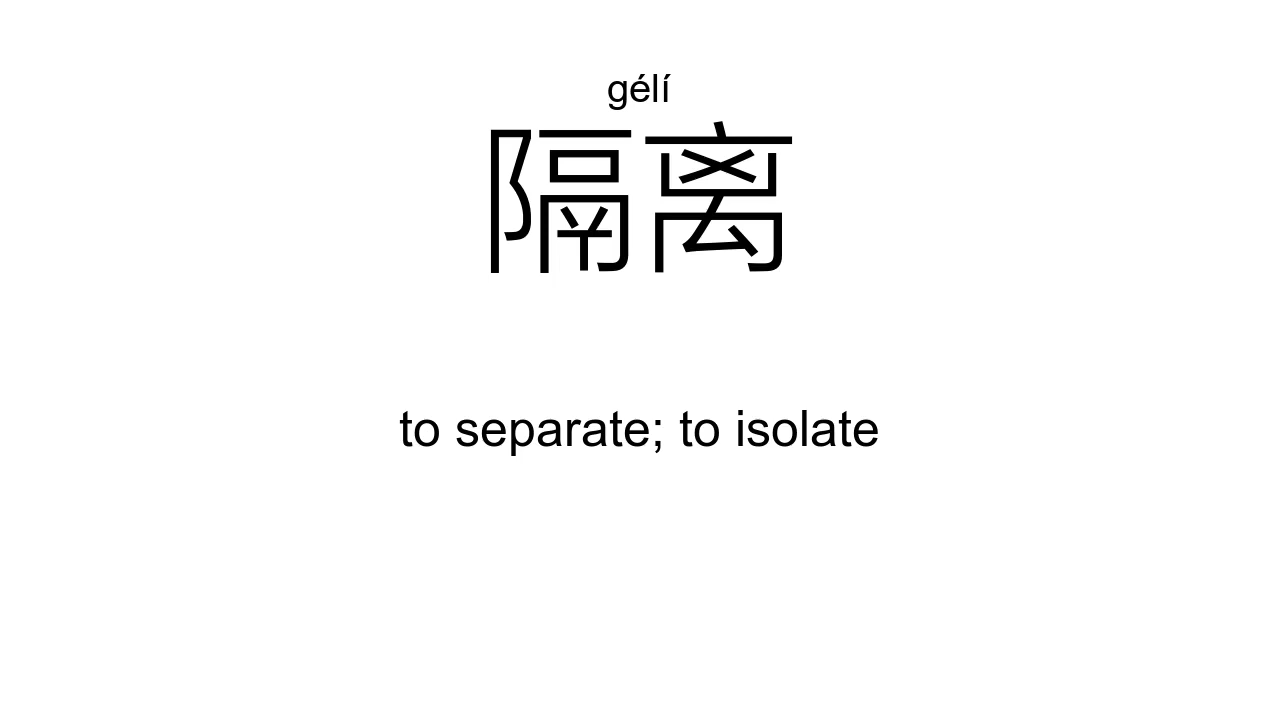 gélí
隔离
to separate; to isolate